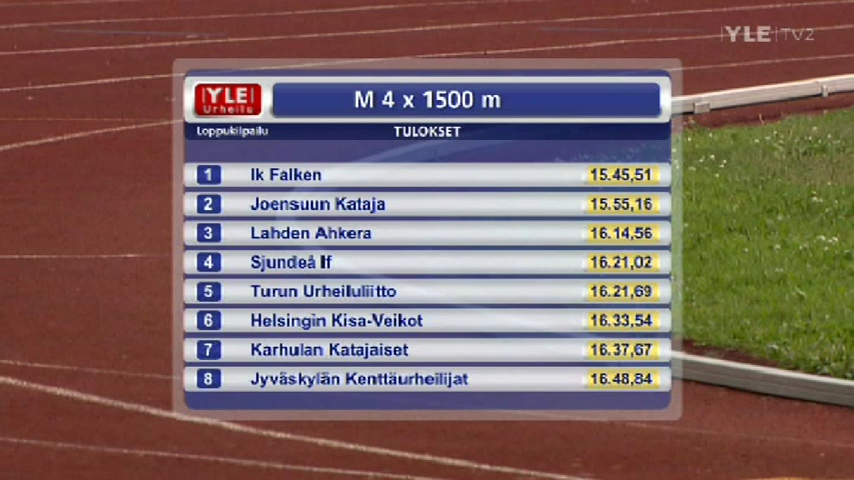 YLE TV2
YLE M 4 x 1500 m
Urheilu
Loppukilpailu TULOKSET
1 Ik Falken 15.45,51
2 Joensuun Kataja 15.55,16
3 Lahden Ahkera 16.14,56
4 Sjundeå If 16.21,02
5 Turun Urheiluliitto 16.21,69
6 Helsingin Kisa-Veikot 16.33,54
7 Karhulan Katajaiset 16.37,67
8 Jyväskylän Kenttäurheilijat 16.48,84